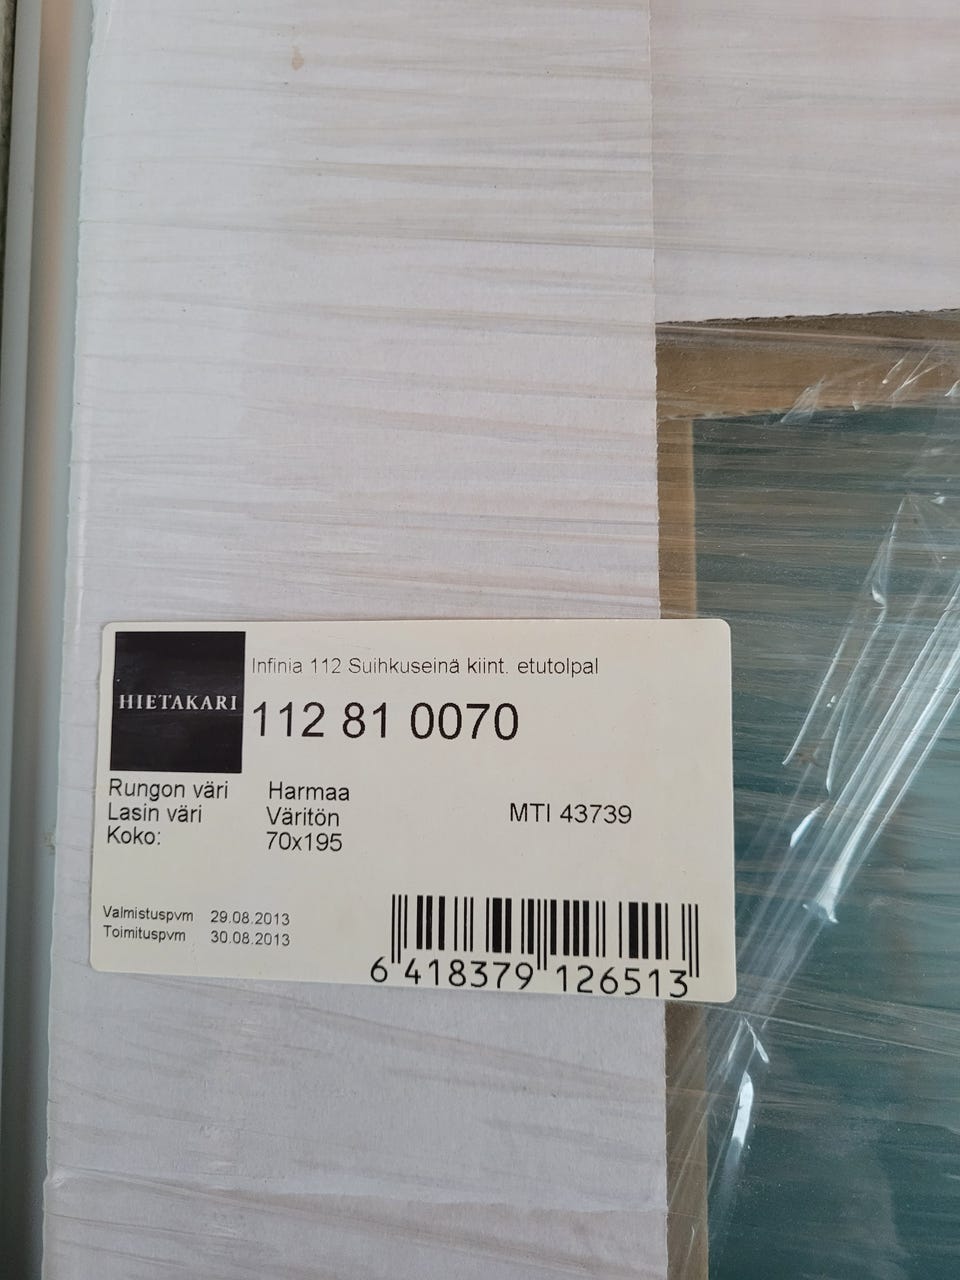 HIETAKARI
Infinia 112 Suihkuseinä kiint. etutolpal
112 81 0070
Rungon väri Harmaa
Lasin väri Väritön
Koko: 70x195
MTI 43739
Valmistuspvm 29.08.2013
Toimituspvm 30.08.2013
6 418379 126513